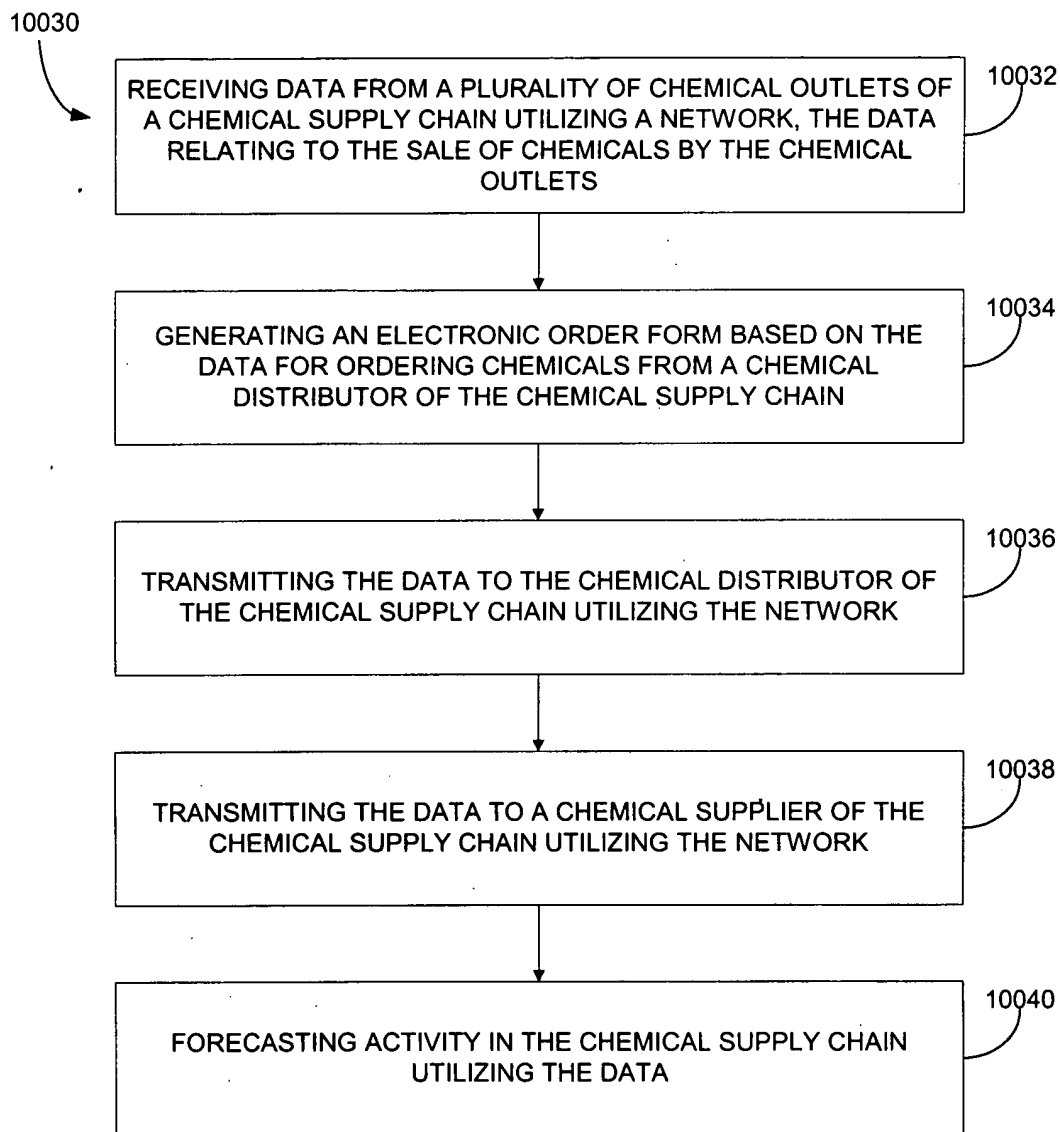 10030
10032
RECEIVING DATA FROM A PLURALITY OF CHEMICAL OUTLETS OF
A CHEMICAL SUPPLY CHAIN UTILIZING A NETWORK, THE DATA
RELATING TO THE SALE OF CHEMICALS BY THE CHEMICAL
OUTLETS
10034
GENERATING AN ELECTRONIC ORDER FORM BASED ON THE
DATA FOR ORDERING CHEMICALS FROM A CHEMICAL
DISTRIBUTOR OF THE CHEMICAL SUPPLY CHAIN
10036
TRANSMITTING THE DATA TO THE CHEMICAL DISTRIBUTOR OF
THE CHEMICAL SUPPLY CHAIN UTILIZING THE NETWORK
10038
TRANSMITTING THE DATA TO A CHEMICAL SUPPLIER OF THE
CHEMICAL SUPPLY CHAIN UTILIZING THE NETWORK
10040
FORECASTING ACTIVITY IN THE CHEMICAL SUPPLY CHAIN
UTILIZING THE DATA